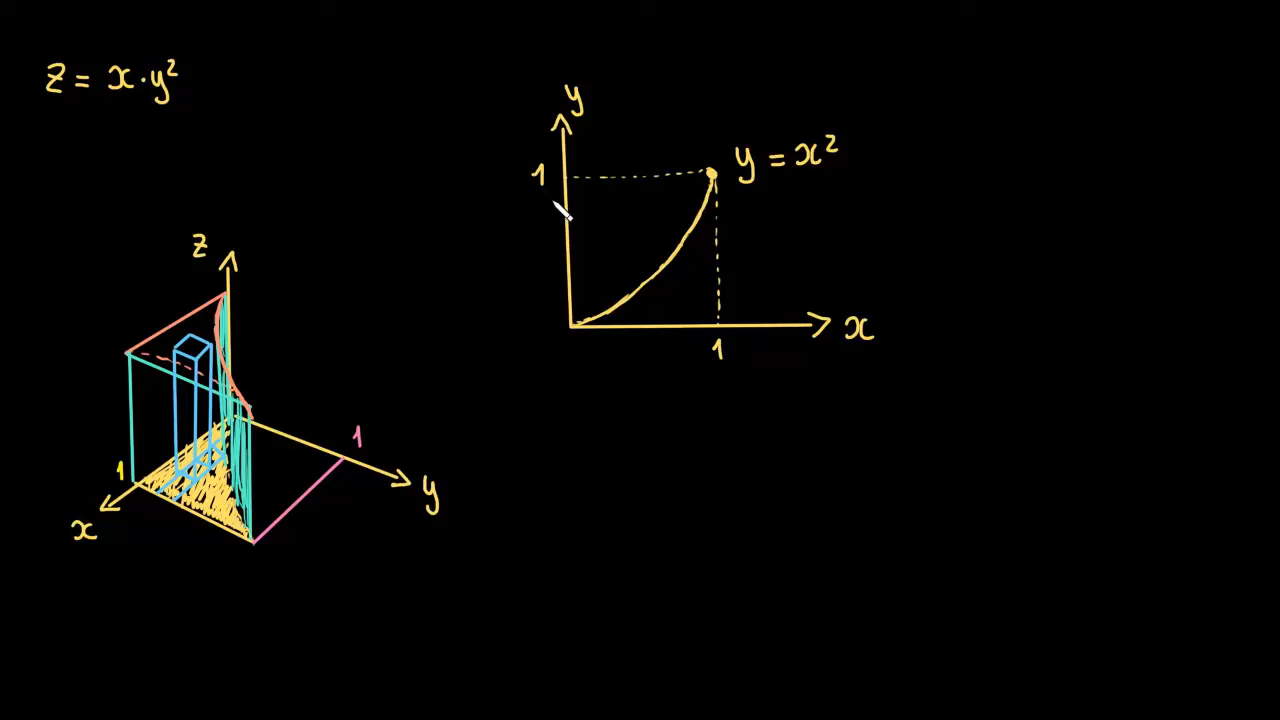 z = x · y²
y
1
y = x²
x
1
z
1
1
x
y